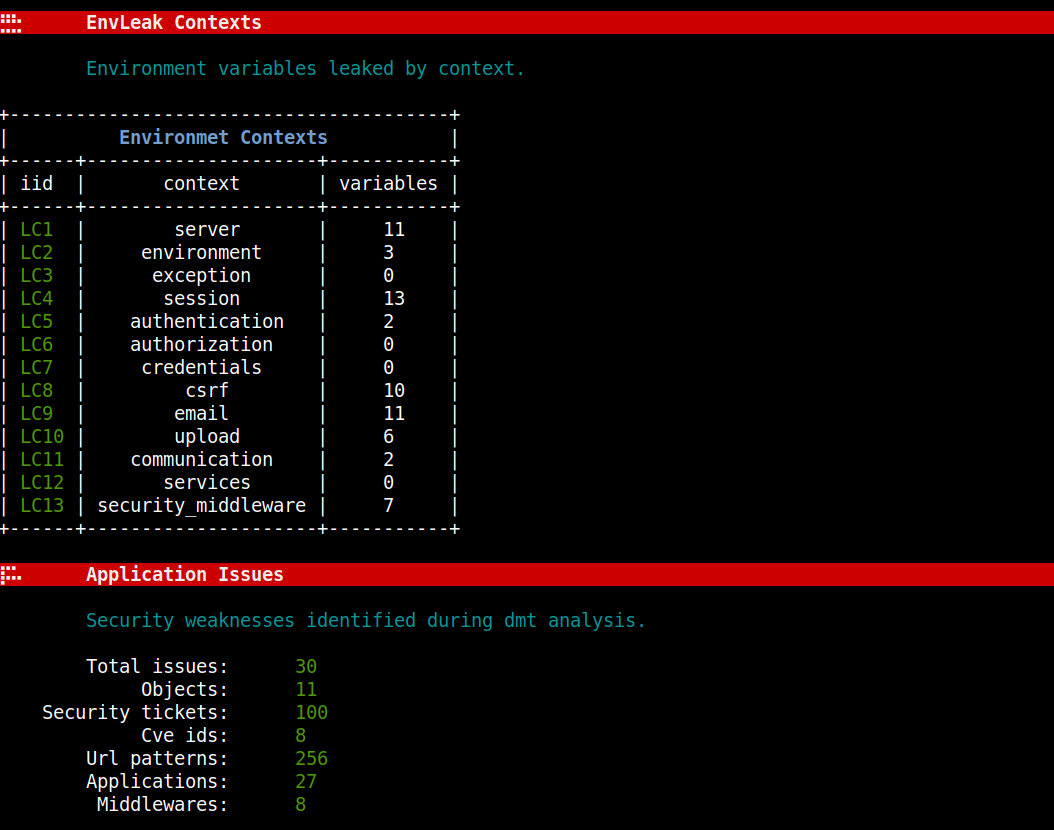 EnvLeak Contexts
Environment variables leaked by context.
+----------------------------------------+
| Environmet Contexts |
+------+---------------------+-----------+
| iid | context | variables |
+------+---------------------+-----------+
| LC1 | server | 11 |
| LC2 | environment | 3 |
| LC3 | exception | 0 |
| LC4 | session | 13 |
| LC5 | authentication | 2 |
| LC6 | authorization | 0 |
| LC7 | credentials | 0 |
| LC8 | csrf | 10 |
| LC9 | email | 11 |
| LC10 | upload | 6 |
| LC11 | communication | 2 |
| LC12 | services | 0 |
| LC13 | security_middleware | 7 |
+------+---------------------+-----------+
Application Issues
Security weaknesses identified during dmt analysis.
Total issues: 30
Objects: 11
Security tickets: 100
Cve ids: 8
Url patterns: 256
Applications: 27
Middlewares: 8